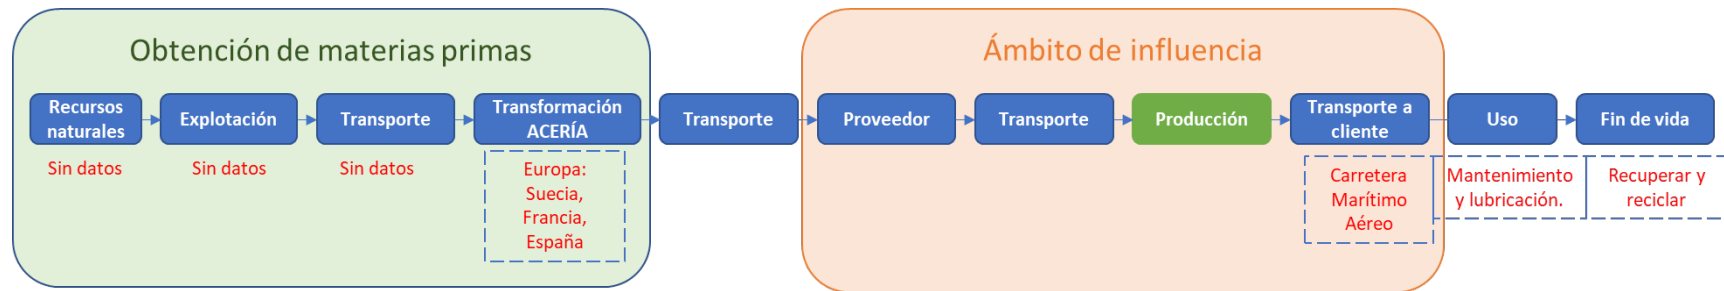 Obtención de materias primas
Ámbito de influencia
Recursos
naturales
Explotación
Transporte
Transformación
ACERÍA
Transporte
Proveedor
Transporte
Producción
Transporte a
cliente
Uso
Fin de vida
Sin datos
Sin datos
Sin datos
Europa:
Suecia,
Francia,
España
Carretera
Marítimo
Aéreo
Mantenimiento
y lubricación.
Recuperar y
reciclar